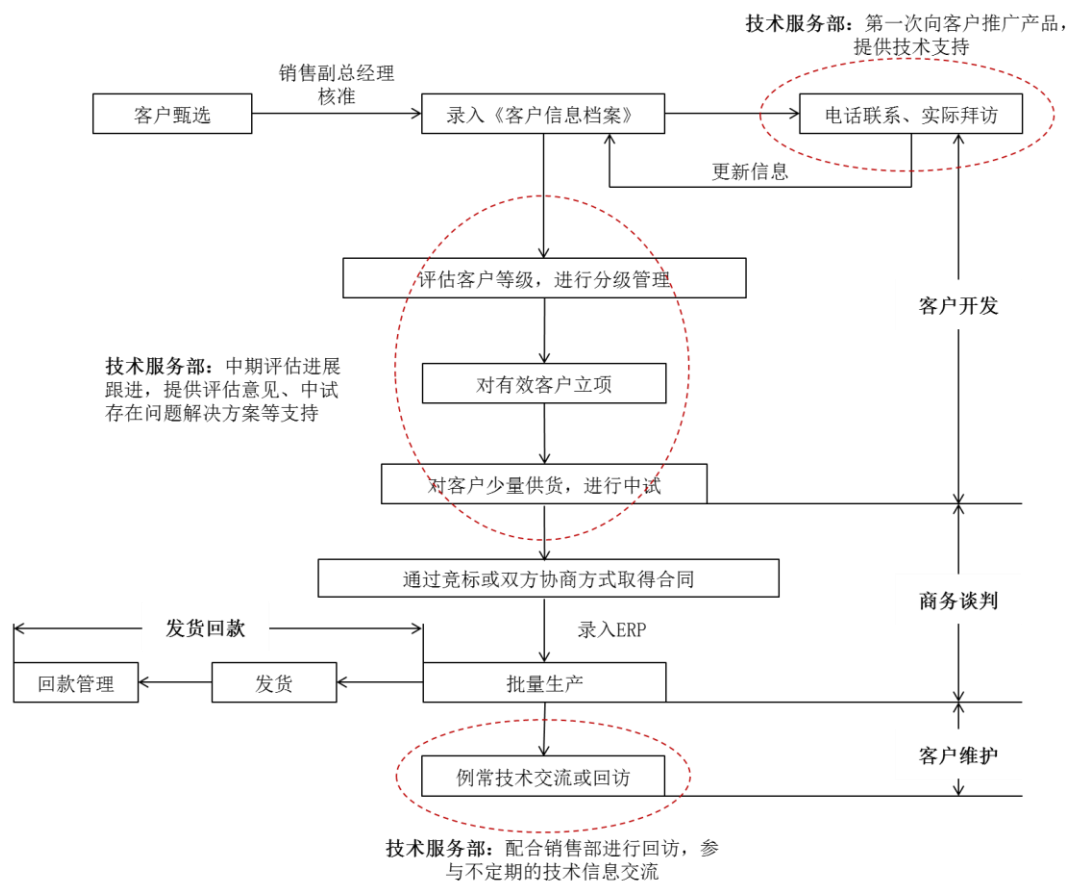 技术服务部：第一次向客户推广产品，
提供技术支持
销售副总经理
核准
客户甄选
录入《客户信息档案》
电话联系、实际拜访
更新信息
评估客户等级，进行分级管理
客户开发
技术服务部：中期评估进展
跟进，提供评估意见、中试
存在问题解决方案等支持
对有效客户立项
对客户少量供货，进行中试
通过竞标或双方协商方式取得合同
商务谈判
发货回款
录入ERP
回款管理
发货
批量生产
客户维护
例常技术交流或回访
技术服务部：配合销售部进行回访，参
与不定期的技术信息交流